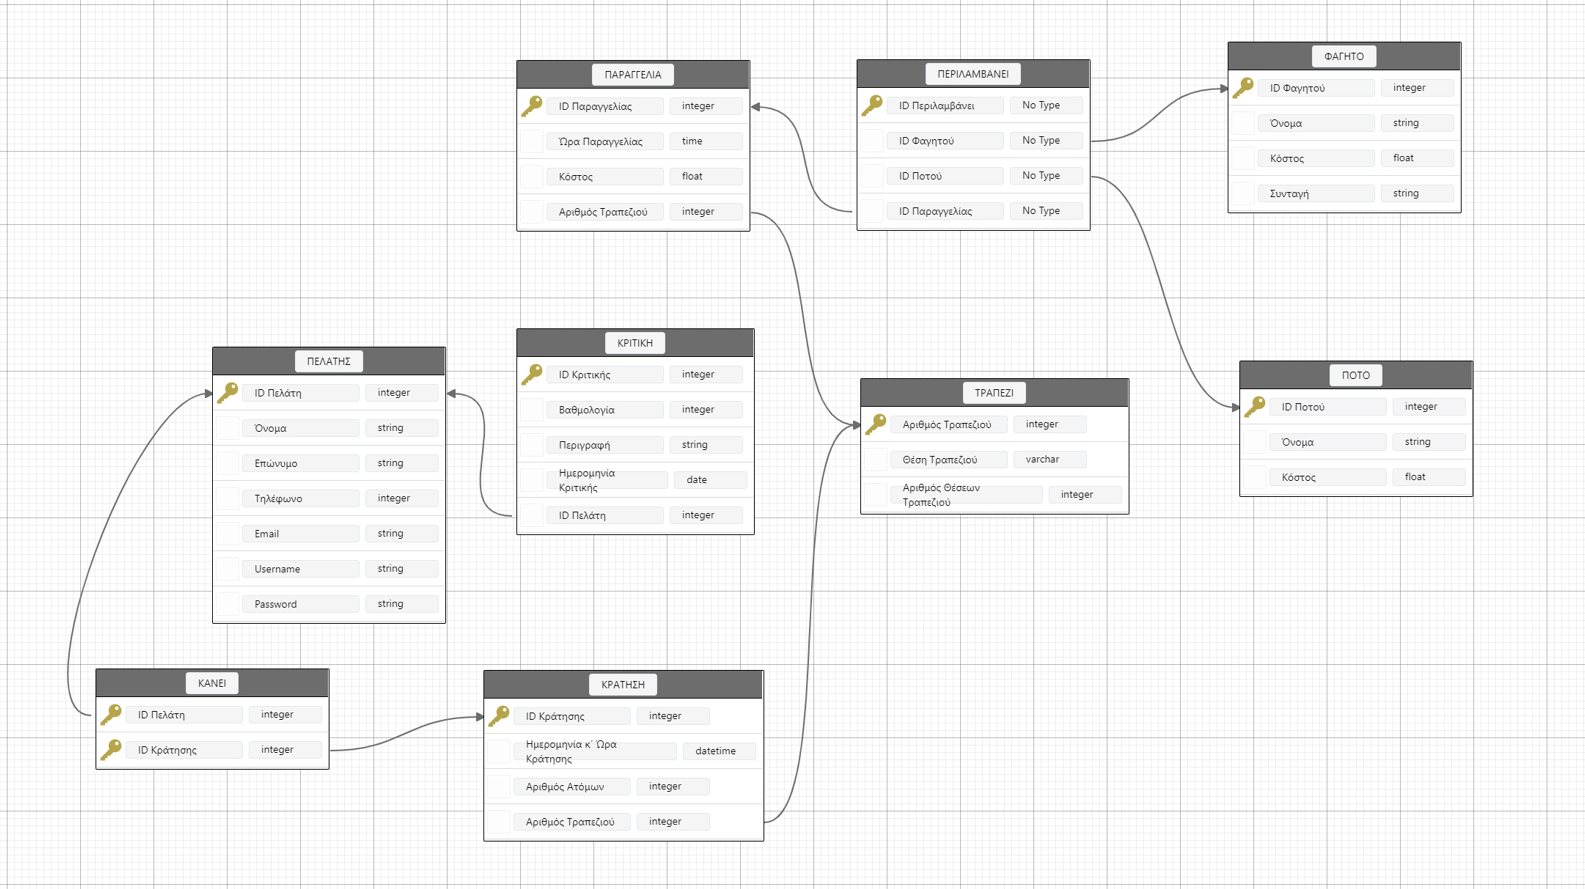 ΠΑΡΑΓΓΕΛΙΑ
ID Παραγγελίας integer
Ώρα Παραγγελίας time
Κόστος float
Αριθμός Τραπεζιού integer
ΠΕΡΙΛΑΜΒΑΝΕΙ
ID Περιλαμβάνει No Type
ID Φαγητού No Type
ID Ποτού No Type
ID Παραγγελίας No Type
ΦΑΓΗΤΟ
ID Φαγητού integer
Όνομα string
Κόστος float
Συνταγή string
ΠΕΛΑΤΗΣ
ID Πελάτη integer
Όνομα string
Επώνυμο string
Τηλέφωνο integer
Email string
Username string
Password string
ΚΡΙΤΙΚΗ
ID Κριτικής integer
Βαθμολογία integer
Περιγραφή string
Ημερομηνία
Κριτικής date
ID Πελάτη integer
ΤΡΑΠΕΖΙ
Αριθμός Τραπεζιού integer
Θέση Τραπεζιού varchar
Αριθμός Θέσεων
Τραπεζιού integer
ΠΟΤΟ
ID Ποτού integer
Όνομα string
Κόστος float
ΚΑΝΕΙ
ID Πελάτη integer
ID Κράτησης integer
ΚΡΑΤΗΣΗ
ID Κράτησης integer
Ημερομηνία κ΄ Ώρα
Κράτησης datetime
Αριθμός Ατόμων integer
Αριθμός Τραπεζιού integer